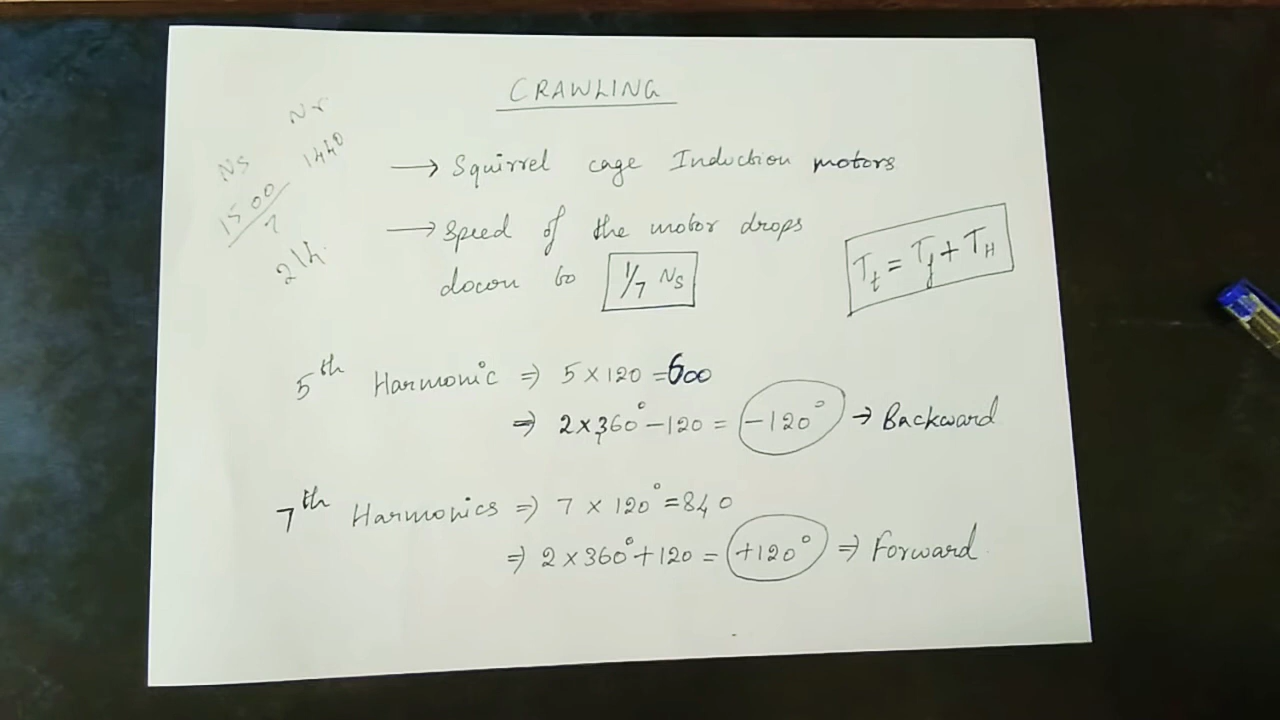 CRAWLING
Nr
1440
Ns
1500
7
214.
→ Squirrel cage Induction motors
→ Speed of the motor drops
down to 1/7 Ns
Tt = Tf + TH
5th Harmonic ⇒ 5 × 120 = 600
⇒ 2 × 360° - 120 = -120° → Backward
7th Harmonics ⇒ 7 × 120° = 840
⇒ 2 × 360° + 120 = +120° ⇒ Forward